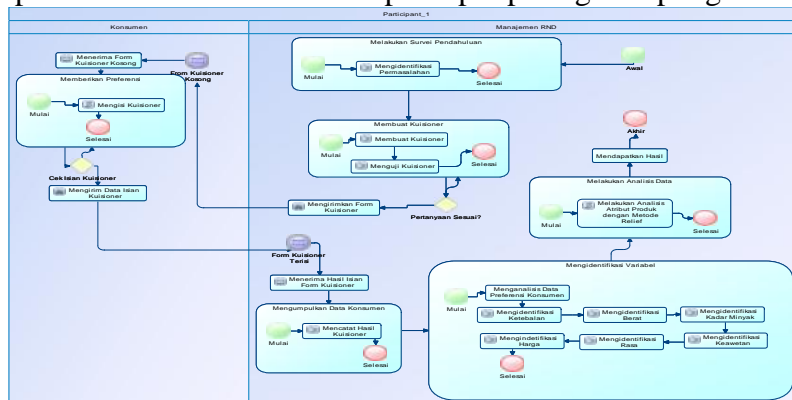 Participant_1
Konsumen
Manajemen RND
Menerima Form
Kuisioner Kosong
From Kuisioner
Kosong
Memberikan Preferensi
Mulai
Mengisi Kuisioner
Selesai
Cek Isian Kuisioner
Mengirim Data Isian
Kuisioner
Melakukan Survei Pendahuluan
Mulai
Mengidentifikasi
Permasalahan
Selesai
Awal
Membuat Kuisioner
Mulai
Membuat Kuisioner
Menguji Kuisioner
Selesai
Mengirimkan Form
Kuisioner
Pertanyaan Sesuai?
Akhir
Mendapatkan Hasil
Melakukan Analisis Data
Mulai
Melakukan Analisis
Atribut Produk
dengan Metode
Relief
Selesai
Form Kuisioner
Terisi
Menerima Hasil Isian
Form Kuisioner
Mengumpulkan Data Konsumen
Mulai
Mencatat Hasil
Kuisioner
Selesai
Mengidentifikasi Variabel
Mulai
Menganalisis Data
Preferensi Konsumen
Mengidentifikasi
Ketebalan
Mengidentifikasi
Berat
Mengidentifikasi
Kadar Minyak
Mengindetifikasi
Harga
Mengidentifikasi
Rasa
Mengidentifikasi
Keawetan
Selesai